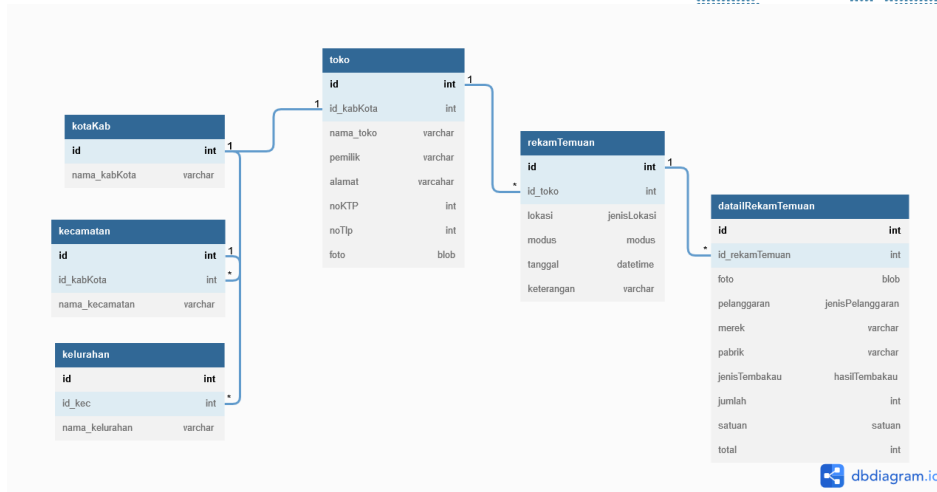 toko
id int
id_kabKota int
nama_toko varchar
pemilik varchar
alamat varcahar
noKTP int
noTlp int
foto blob
kotaKab
id int
nama_kabKota varchar
kecamatan
id int
id_kabKota int
nama_kecamatan varchar
kelurahan
id int
id_kec int
nama_kelurahan varchar
rekamTemuan
id int
id_toko int
lokasi jenisLokasi
modus modus
tanggal datetime
keterangan varchar
datailRekamTemuan
id int
id_rekamTemuan int
foto blob
pelanggaran jenisPelanggaran
merek varchar
pabrik varchar
jenisTembakau hasilTembakau
jumlah int
satuan satuan
total int
1
1
1
*
*
1
*
1
*
dbdiagram.io